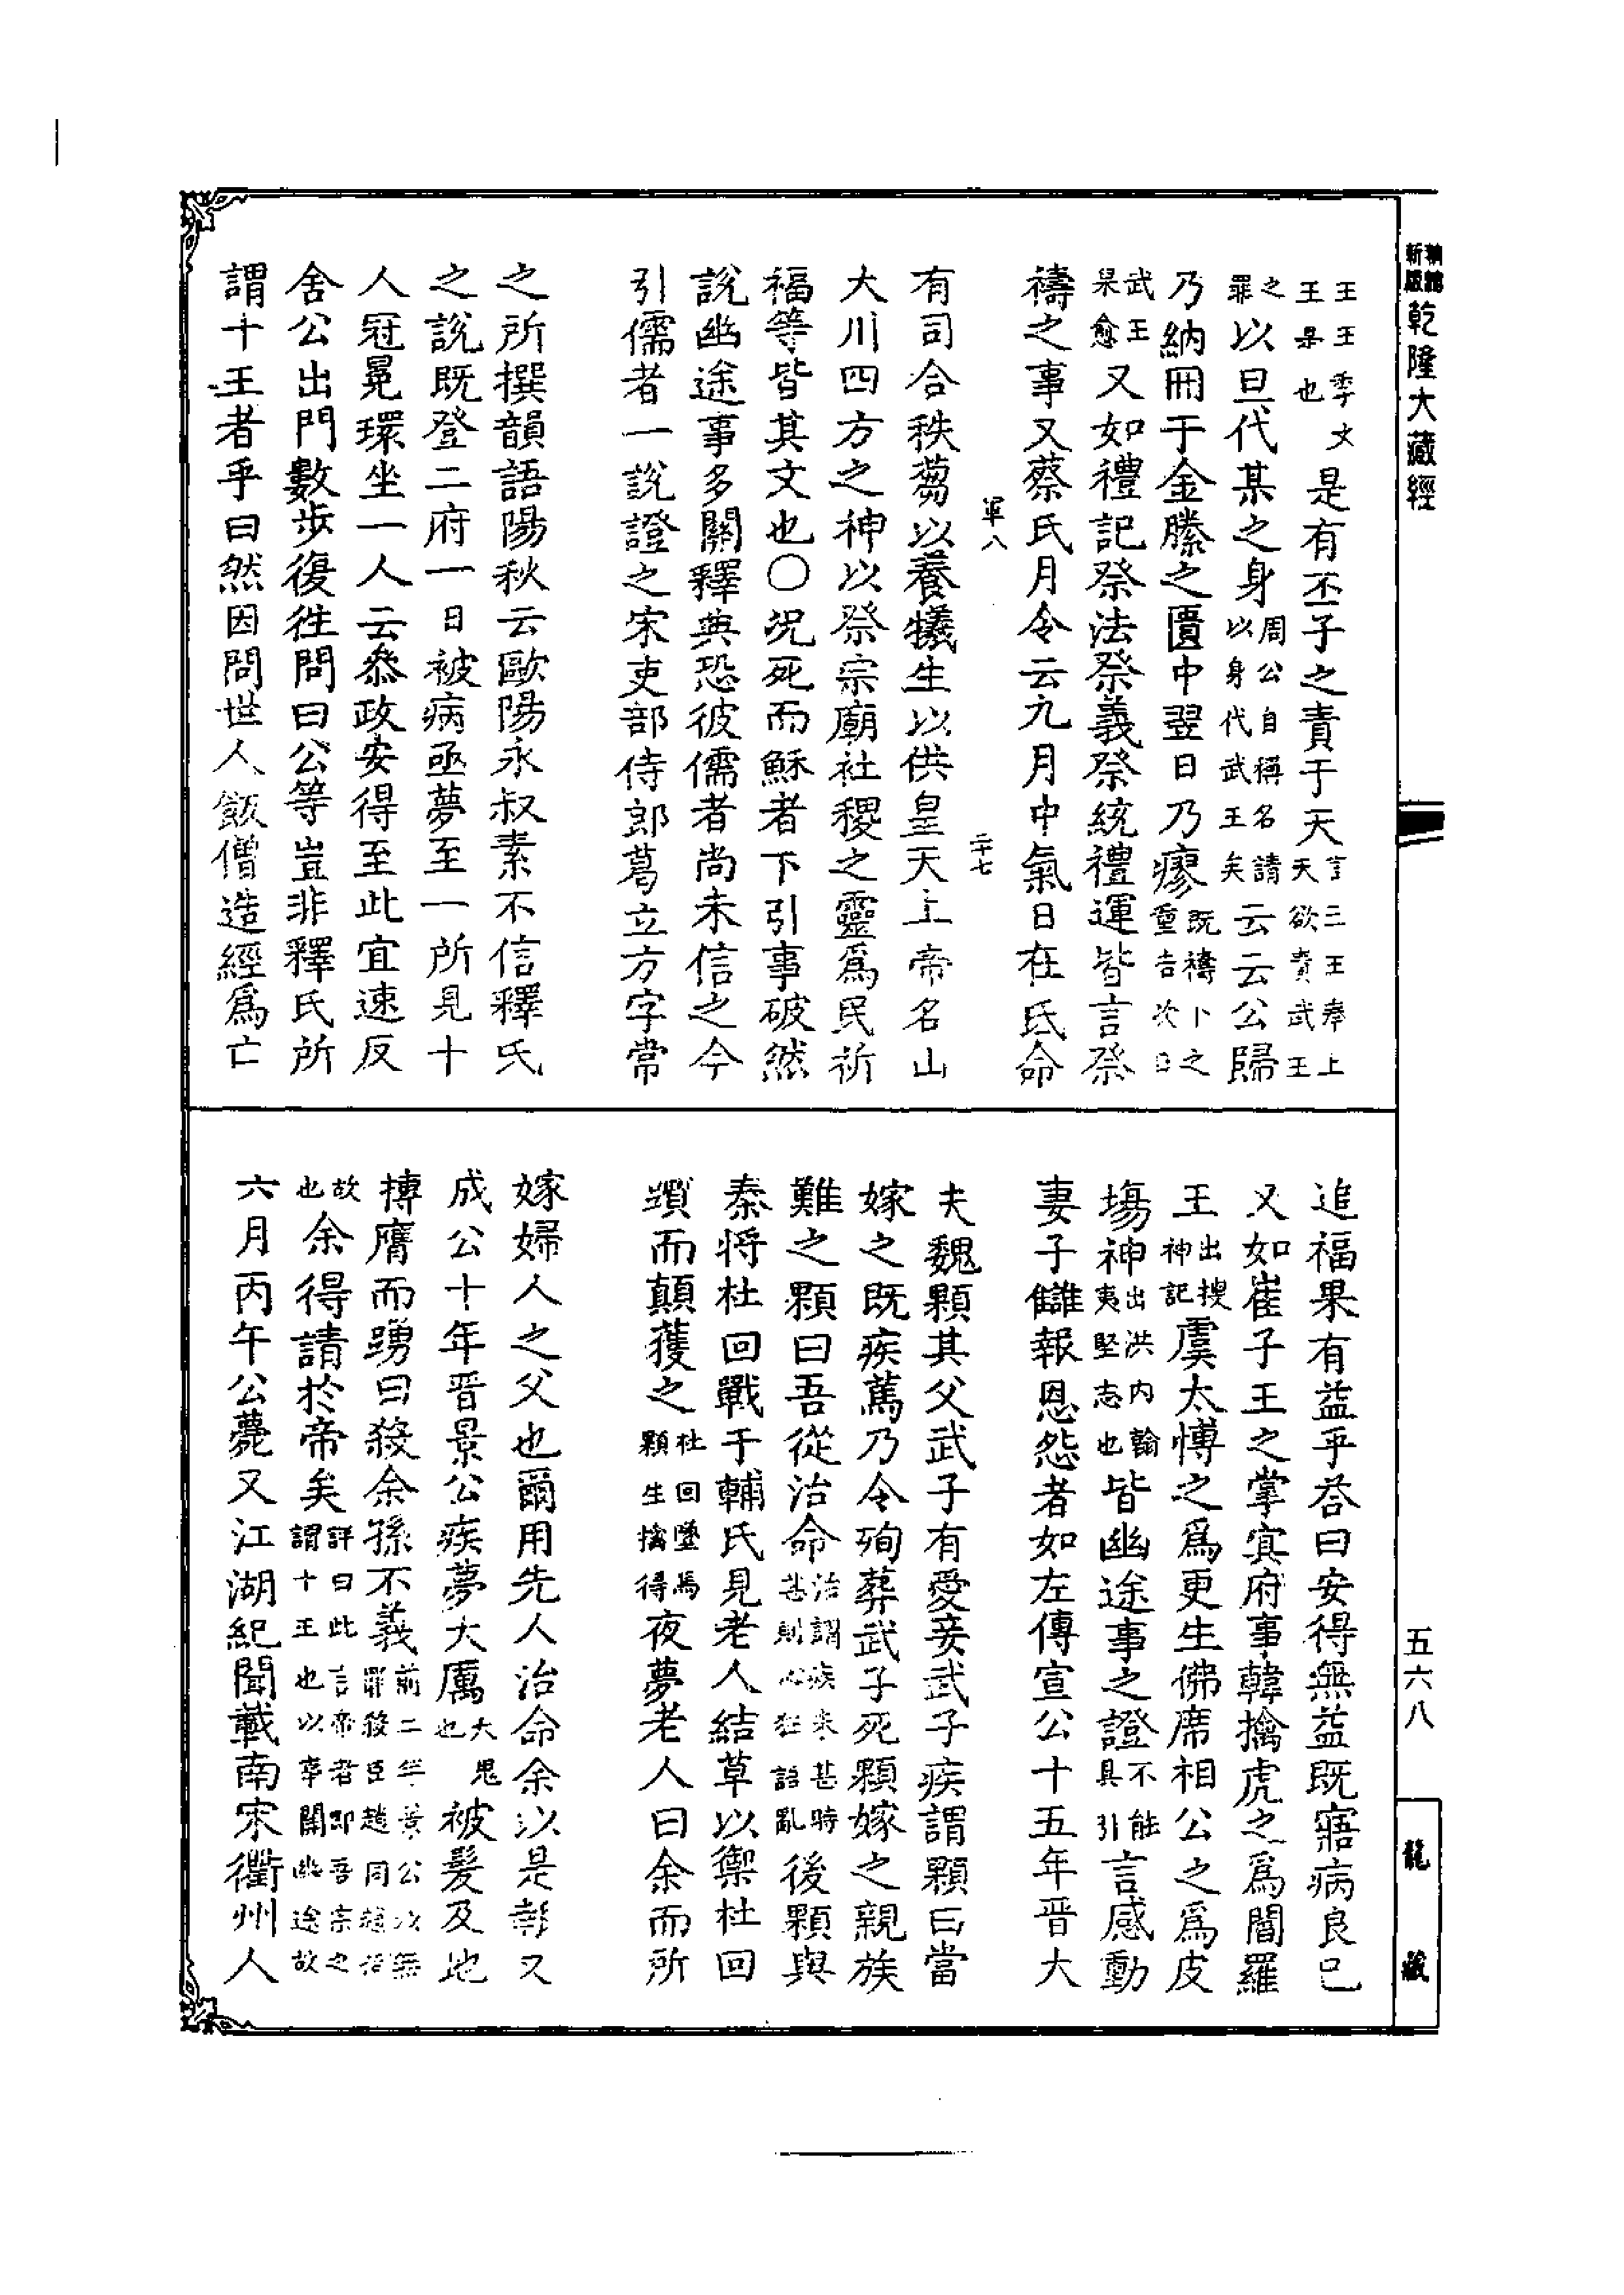 新編縮版
乾隆大藏經
王王季文王是也是有丕子之責于天言三王奉上天欲責武王
之罪以旦代某之身周公自稱名請以身代武王矣云云公歸
乃納冊于金縢之匱中翌日乃瘳既禱卜之重吉次日
武王果愈又如禮記祭法祭義祭統禮運皆言祭
禱之事又蔡氏月令云九月中氣日在氐命
軍八
二十七
有司合秩芻以養犧生以供皇天上帝名山
大川四方之神以祭宗廟社稷之靈爲民祈
福等皆其文也〇况死而穌者下引事破然
說幽途事多關釋典恐彼儒者尚未信之今
引儒者一說證之宋吏部侍郎葛立方字常
之所撰韻語陽秋云歐陽永叔素不信釋氏
之說既登二府一日被病亟夢至一所見十
人冠冕環坐一人云叅政安得至此宜速反
舍公出門數步復徃問曰公等豈非釋氏所
謂十王者乎曰然因問世人飯僧造經爲亡
追福果有益乎荅曰安得無益既寤病良已
又如崔子王之掌㝠府事韓擒虎之爲閻羅
王出搜神記虞太博之爲更生佛席相公之爲皮
場神出洪内翰夷堅志也皆幽途事之證不能具引言感動
妻子讎報恩怨者如左傳宣公十五年晋大
夫魏顆其父武子有愛妾武子疾謂顆曰當
嫁之既疾篤乃令殉葬武子死顆嫁之親族
難之顆曰吾從治命治謂疾未甚時甚則心狂語亂後顆與
秦将杜回戰于輔氏見老人結草以禦杜回
躓而顛獲之杜回墜馬顆生擒得夜夢老人曰余而所
嫁婦人之父也爾用先人治命余以是報又
成公十年晋景公疾夢大厲大鬼也被髮及地
搏膺而踴曰殺余孫不義前二年景公以無罪殺臣趙同趙括
故也余得請於帝矣詳曰此言帝者即吾宗之謂十王也以華關幽途故
六月丙午公薨又江湖紀聞載南宋衢州人
五六八
龍藏